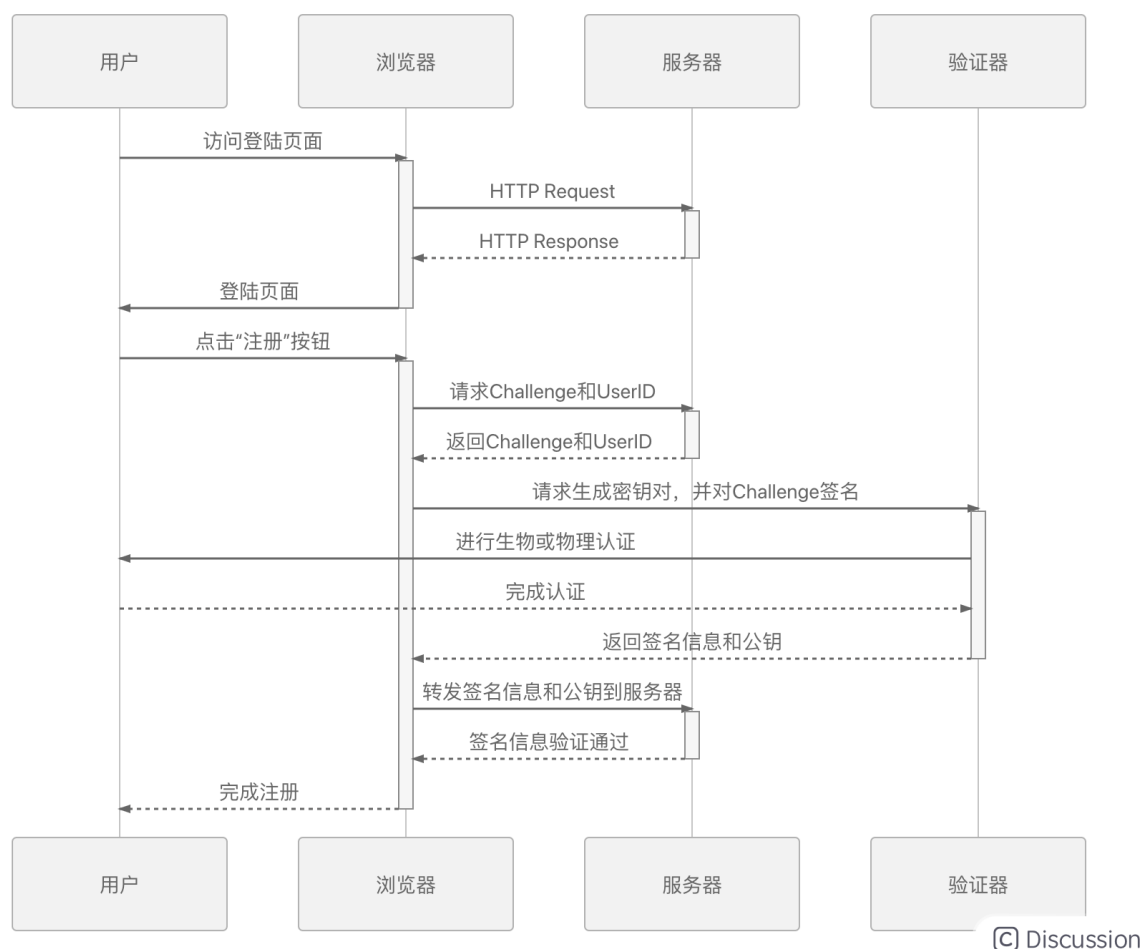 用户
浏览器
服务器
验证器
访问登陆页面
HTTP Request
HTTP Response
登陆页面
点击“注册”按钮
请求Challenge和UserID
返回Challenge和UserID
请求生成密钥对，并对Challenge签名
进行生物或物理认证
完成认证
返回签名信息和公钥
转发签名信息和公钥到服务器
签名信息验证通过
完成注册
用户
浏览器
服务器
验证器
C Discussion